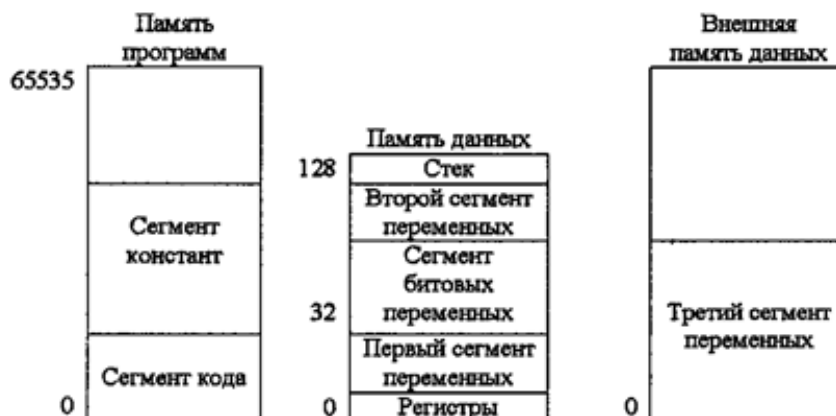 Память
программ
65535
Сегмент
констант
Сегмент кода
0
Память данных
128
Стек
Второй сегмент
переменных
Сегмент
битовых
переменных
32
Первый сегмент
переменных
0
Регистры
Внешняя
память данных
Третий сегмент
переменных
0